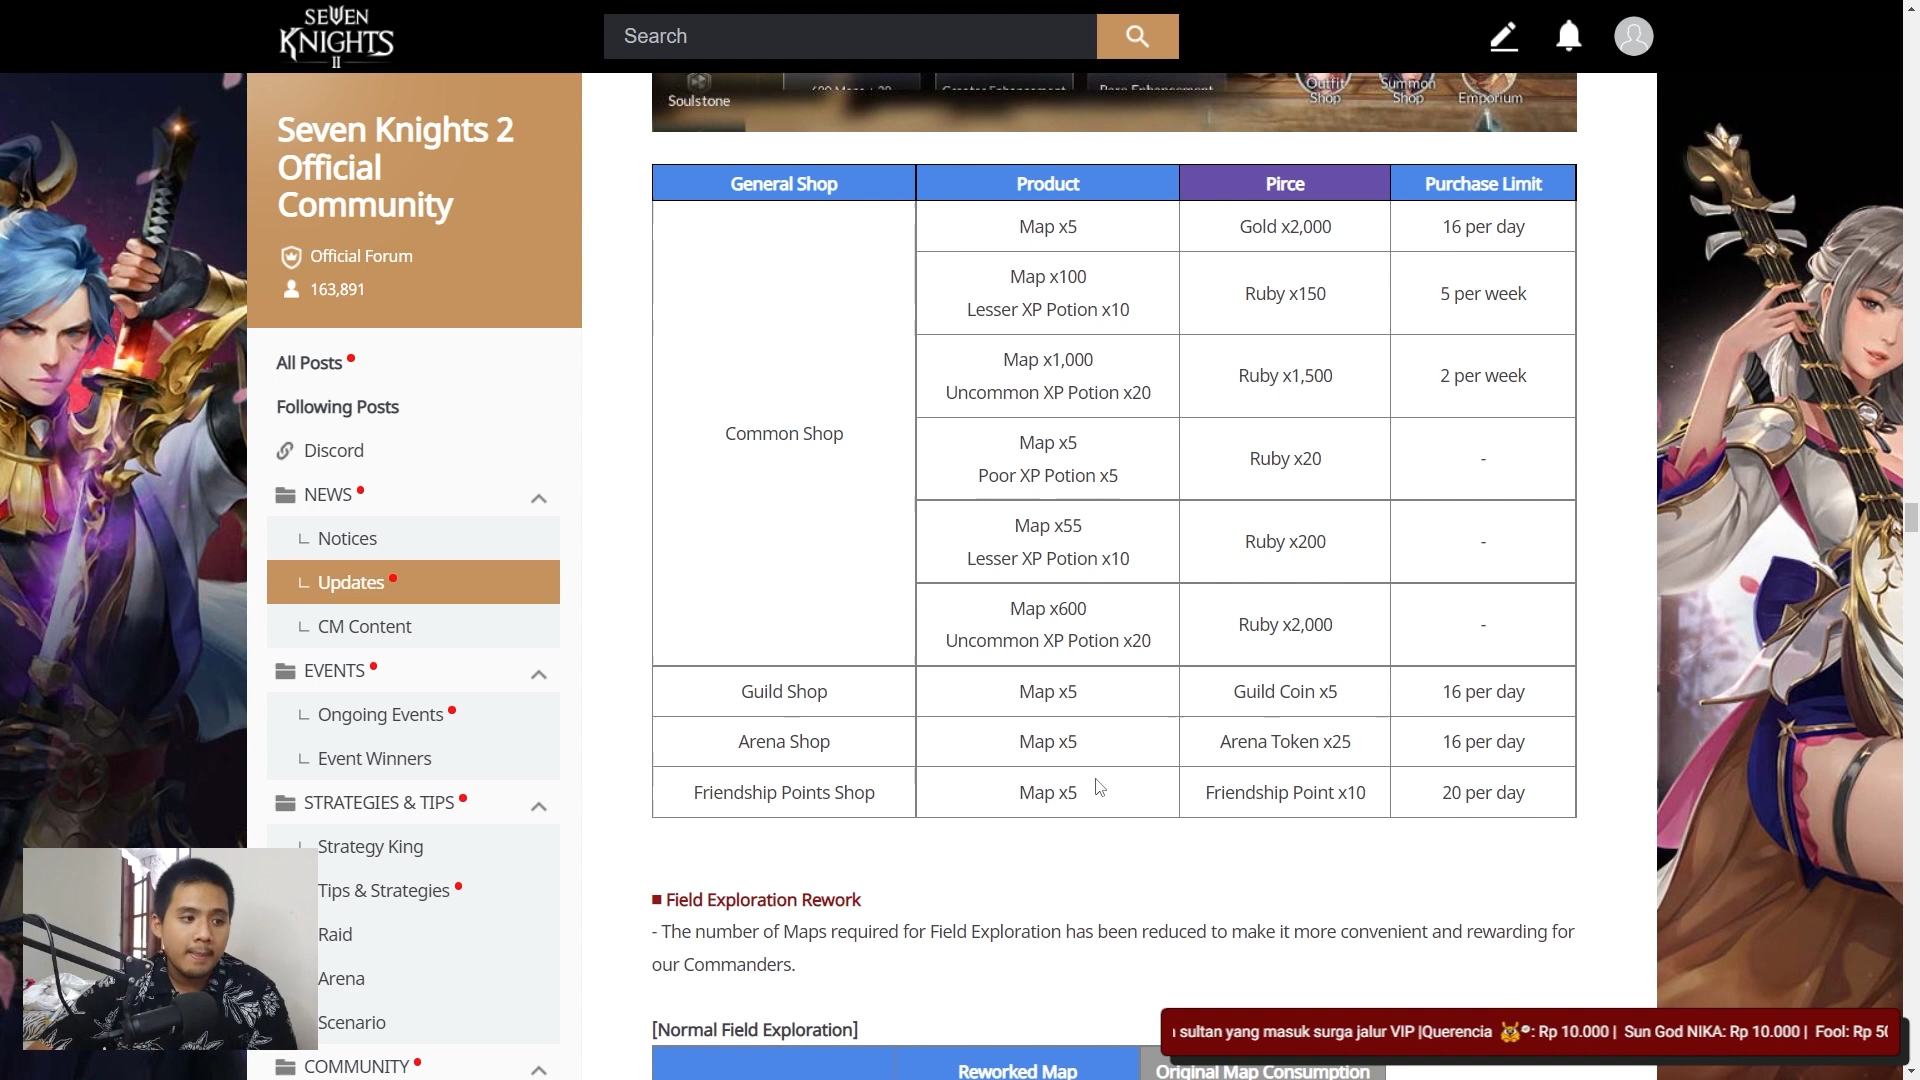 SEVEN
KNIGHTS
II
Search
Soulstone
Outfit
Shop
Summon
Shop
Emporium
Seven Knights 2
Official
Community
Official Forum
163,891
All Posts
Following Posts
Discord
NEWS
Notices
Updates
CM Content
EVENTS
Ongoing Events
Event Winners
STRATEGIES & TIPS
Strategy King
Tips & Strategies
Raid
Arena
Scenario
COMMUNITY
General Shop Product Pirce Purchase Limit
Common Shop
Map x5 Gold x2,000 16 per day
Map x100
Lesser XP Potion x10
Ruby x150 5 per week
Map x1,000
Uncommon XP Potion x20
Ruby x1,500 2 per week
Map x5
Poor XP Potion x5
Ruby x20 -
Map x55
Lesser XP Potion x10
Ruby x200 -
Map x600
Uncommon XP Potion x20
Ruby x2,000 -
Guild Shop Map x5 Guild Coin x5 16 per day
Arena Shop Map x5 Arena Token x25 16 per day
Friendship Points Shop Map x5 Friendship Point x10 20 per day
■ Field Exploration Rework
- The number of Maps required for Field Exploration has been reduced to make it more convenient and rewarding for
our Commanders.
[Normal Field Exploration]
Reworked Map Original Map Consumption
sultan yang masuk surga jalur VIP |Querencia : Rp 10.000 | Sun God NIKA: Rp 10.000 | Fool: Rp